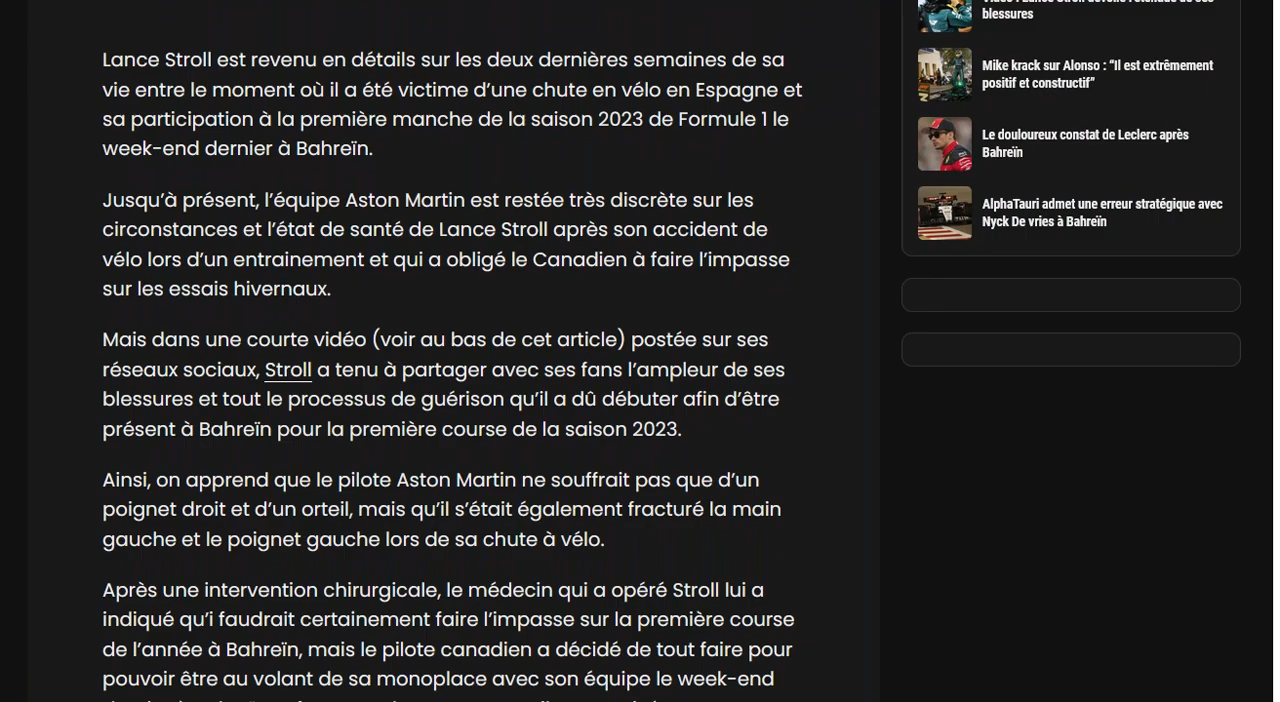 Lance Stroll est revenu en détails sur les deux dernières semaines de sa
vie entre le moment où il a été victime d’une chute en vélo en Espagne et
sa participation à la première manche de la saison 2023 de Formule 1 le
week-end dernier à Bahreïn.
Jusqu’à présent, l’équipe Aston Martin est restée très discrète sur les
circonstances et l’état de santé de Lance Stroll après son accident de
vélo lors d’un entrainement et qui a obligé le Canadien à faire l’impasse
sur les essais hivernaux.
Mais dans une courte vidéo (voir au bas de cet article) postée sur ses
réseaux sociaux, Stroll a tenu à partager avec ses fans l’ampleur de ses
blessures et tout le processus de guérison qu’il a dû débuter afin d’être
présent à Bahreïn pour la première course de la saison 2023.
Ainsi, on apprend que le pilote Aston Martin ne souffrait pas que d’un
poignet droit et d’un orteil, mais qu’il s’était également fracturé la main
gauche et le poignet gauche lors de sa chute à vélo.
Après une intervention chirurgicale, le médecin qui a opéré Stroll lui a
indiqué qu’i faudrait certainement faire l’impasse sur la première course
de l’année à Bahreïn, mais le pilote canadien a décidé de tout faire pour
pouvoir être au volant de sa monoplace avec son équipe le week-end
blessures
Mike krack sur Alonso : “Il est extrêmement
positif et constructif”
Le douloureux constat de Leclerc après
Bahreïn
AlphaTauri admet une erreur stratégique avec
Nyck De vries à Bahreïn